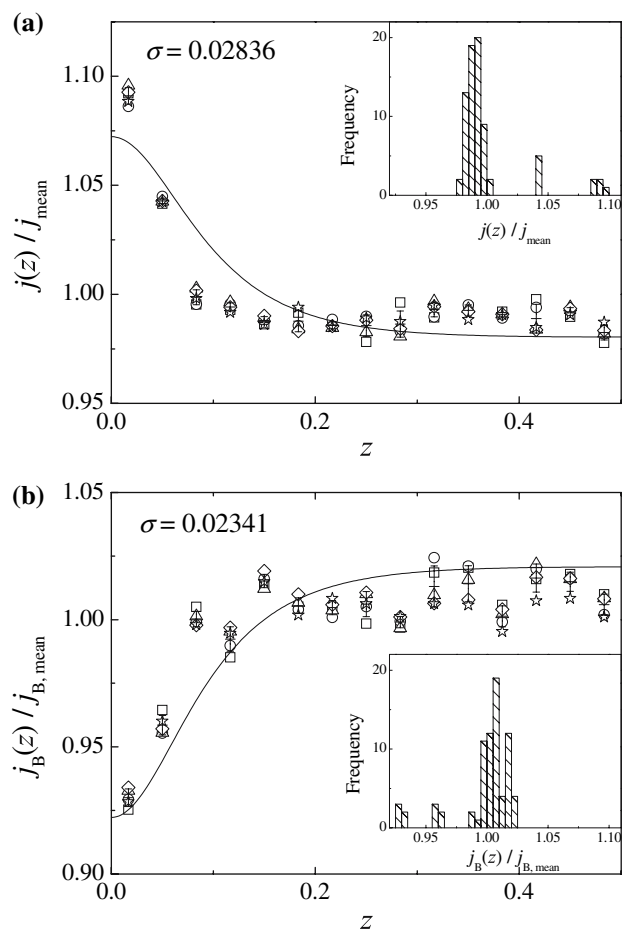 (a)
σ = 0.02836
1.10
1.05
1.00
0.95
j(z) / j_mean
0.0
0.2
0.4
z
20
10
0
Frequency
0.95
1.00
1.05
1.10
j(z) / j_mean
(b)
σ = 0.02341
1.05
1.00
0.95
0.90
j_B(z) / j_B, mean
0.0
0.2
0.4
z
20
10
0
Frequency
0.95
1.00
1.05
1.10
j_B(z) / j_B, mean